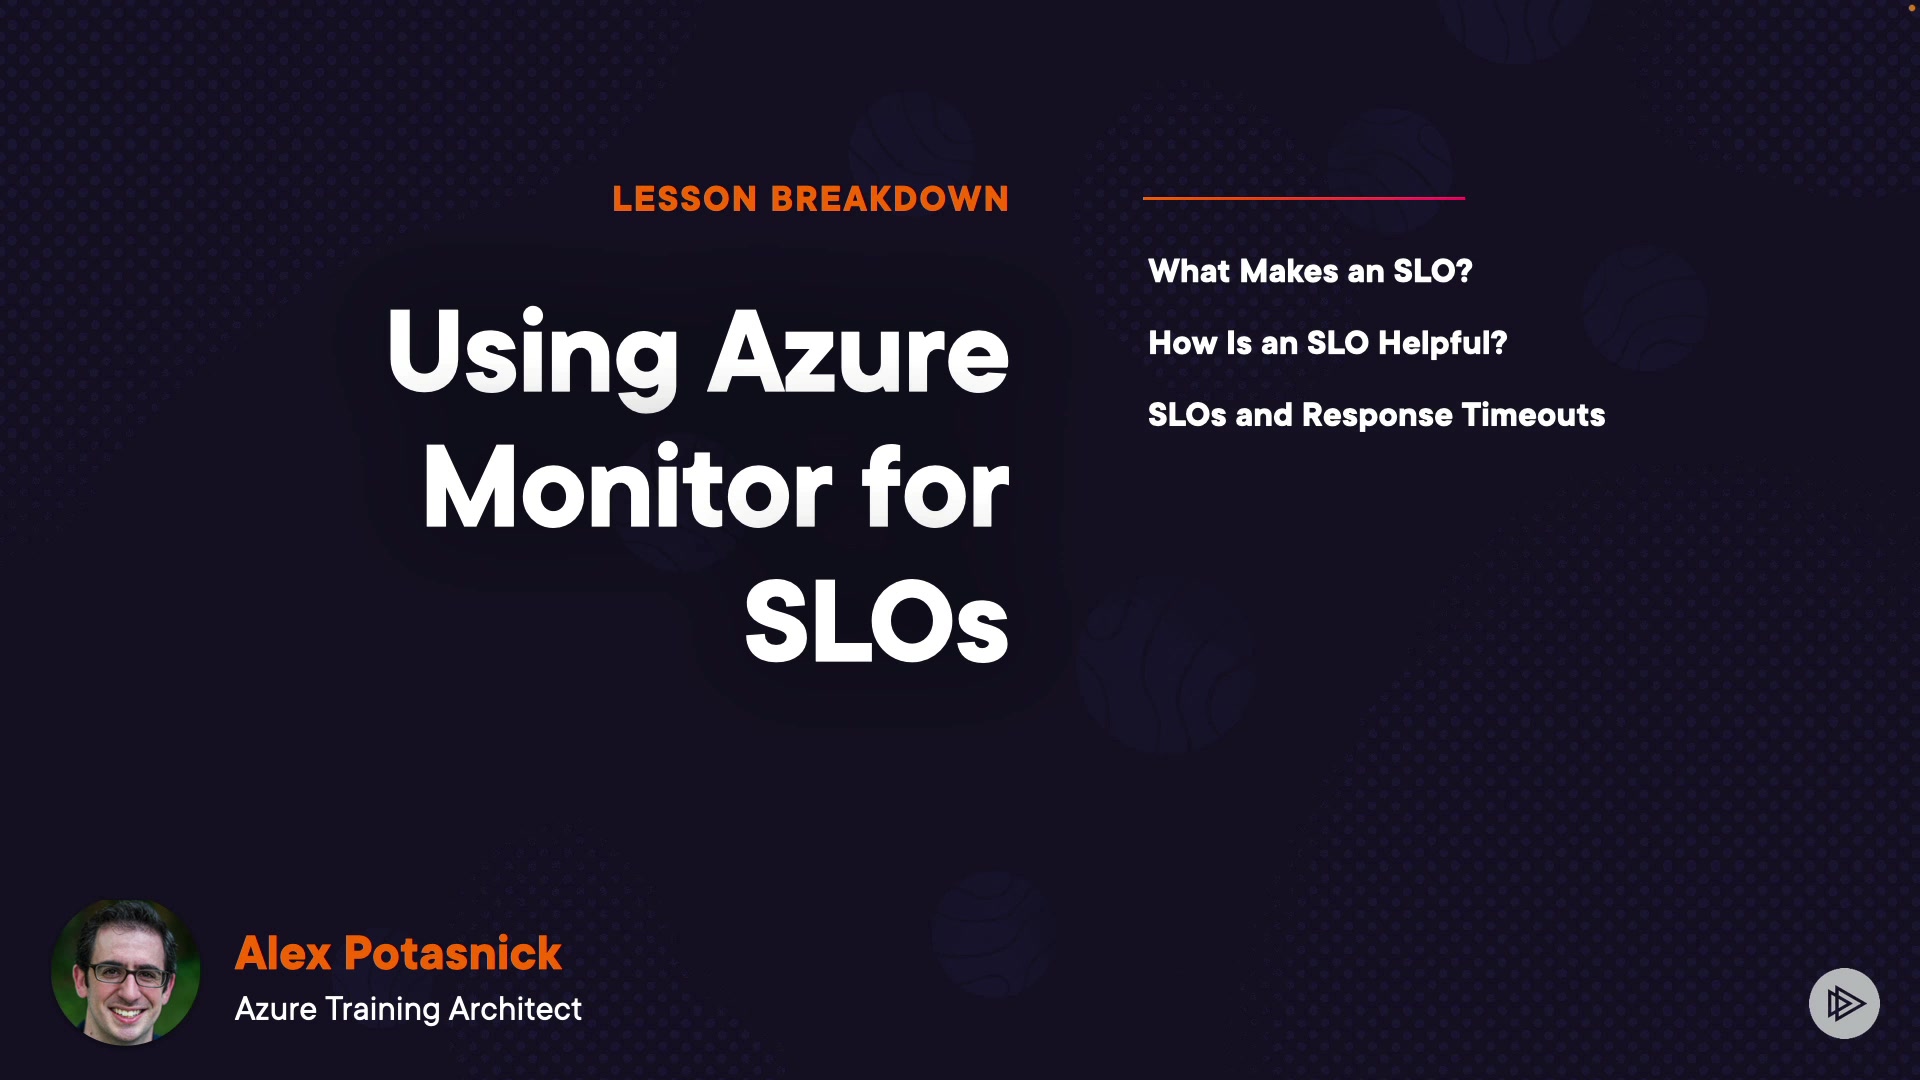 LESSON BREAKDOWN
Using Azure
Monitor for
SLOs
What Makes an SLO?
How Is an SLO Helpful?
SLOs and Response Timeouts
Alex Potasnick
Azure Training Architect